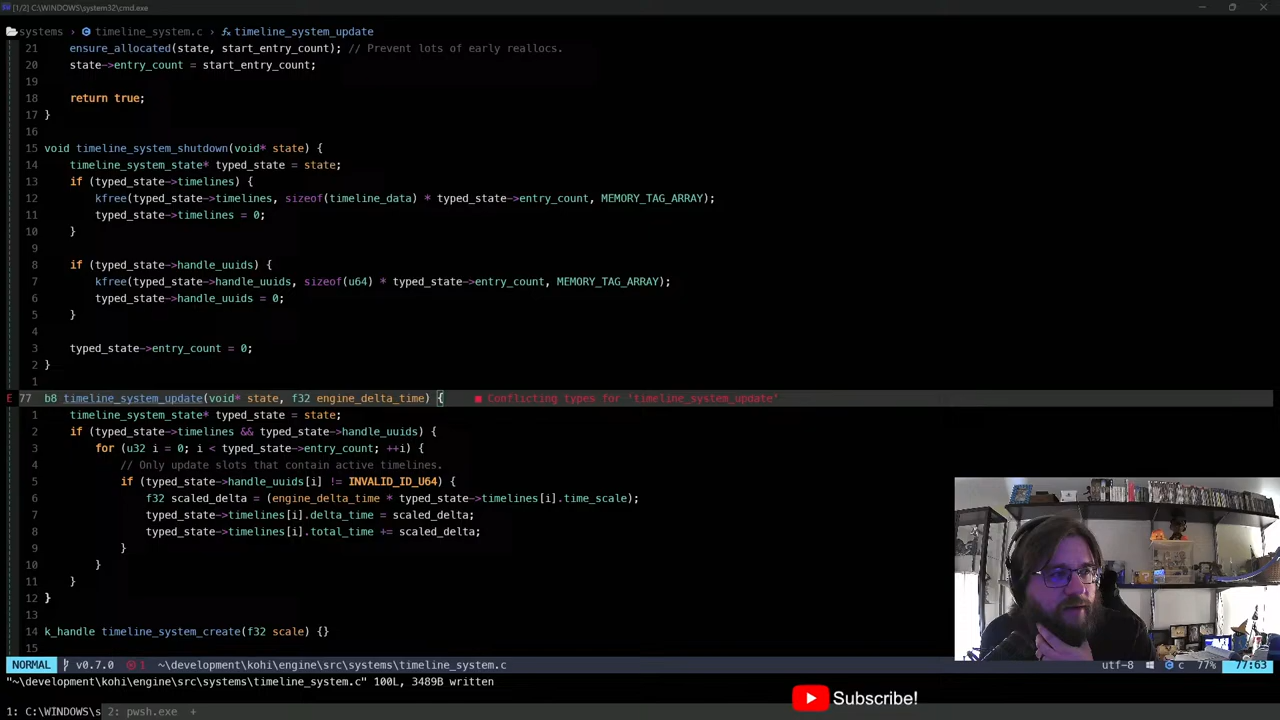 [1/2] C:\WINDOWS\system32\cmd.exe
systems > timeline_system.c > timeline_system_update
21 ensure_allocated(state, start_entry_count); // Prevent lots of early reallocs.
20 state->entry_count = start_entry_count;
19
18 return true;
17 }
16
15 void timeline_system_shutdown(void* state) {
14 timeline_system_state* typed_state = state;
13 if (typed_state->timelines) {
12 kfree(typed_state->timelines, sizeof(timeline_data) * typed_state->entry_count, MEMORY_TAG_ARRAY);
11 typed_state->timelines = 0;
10 }
9
8 if (typed_state->handle_uuids) {
7 kfree(typed_state->handle_uuids, sizeof(u64) * typed_state->entry_count, MEMORY_TAG_ARRAY);
6 typed_state->handle_uuids = 0;
5 }
4
3 typed_state->entry_count = 0;
2 }
1
E 77 b8 timeline_system_update(void* state, f32 engine_delta_time) { ■ Conflicting types for 'timeline_system_update'
1 timeline_system_state* typed_state = state;
2 if (typed_state->timelines && typed_state->handle_uuids) {
3 for (u32 i = 0; i < typed_state->entry_count; ++i) {
4 // Only update slots that contain active timelines.
5 if (typed_state->handle_uuids[i] != INVALID_ID_U64) {
6 f32 scaled_delta = (engine_delta_time * typed_state->timelines[i].time_scale);
7 typed_state->timelines[i].delta_time = scaled_delta;
8 typed_state->timelines[i].total_time += scaled_delta;
9 }
10 }
11 }
12 }
13
14 k_handle timeline_system_create(f32 scale) {}
15
NORMAL v0.7.0 1 ~\development\kohi\engine\src\systems\timeline_system.c utf-8 c 77% 77:63
"~\development\kohi\engine\src\systems\timeline_system.c" 100L, 3489B written
Subscribe!
1: C:\WINDOWS\s 2: pwsh.exe +